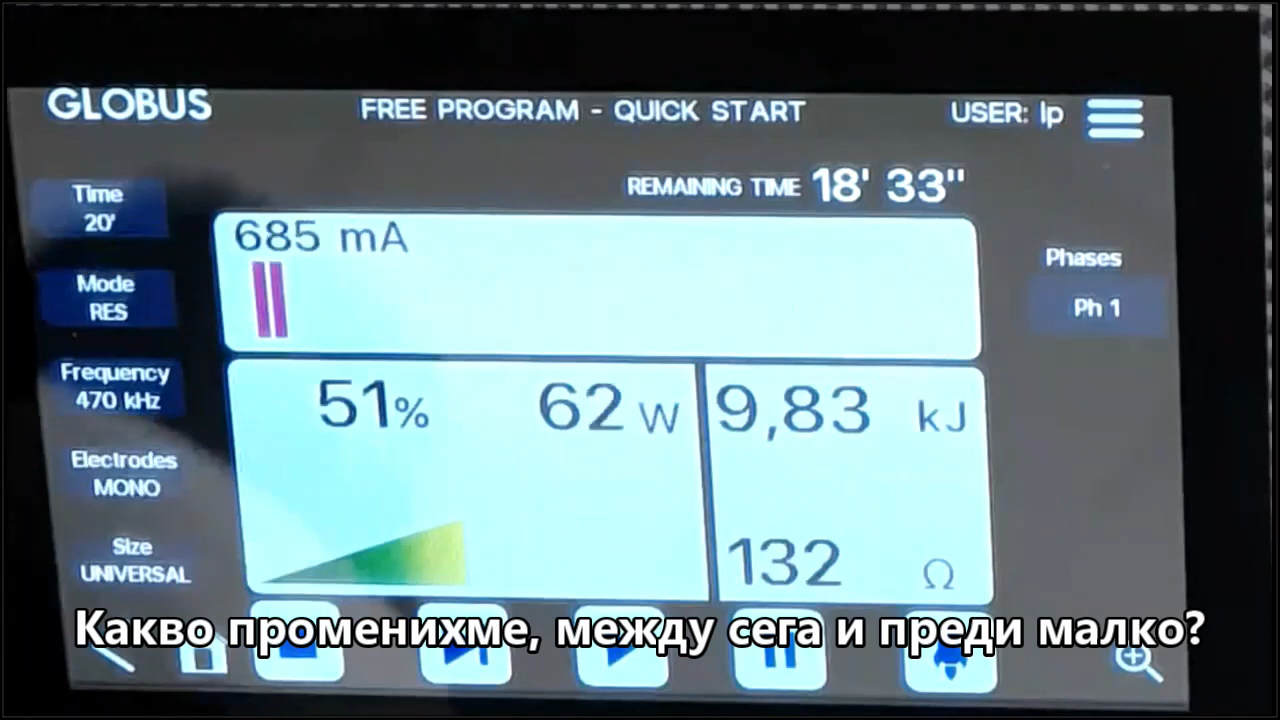 GLOBUS
FREE PROGRAM - QUICK START
USER: lp
REMAINING TIME 18' 33"
Time
20'
685 mA
Phases
Mode
RES
Ph 1
Frequency
470 kHz
51%
62 W
9,83 kJ
Electrodes
MONO
Size
UNIVERSAL
132 Ω
Какво променихме, между сега и преди малко?